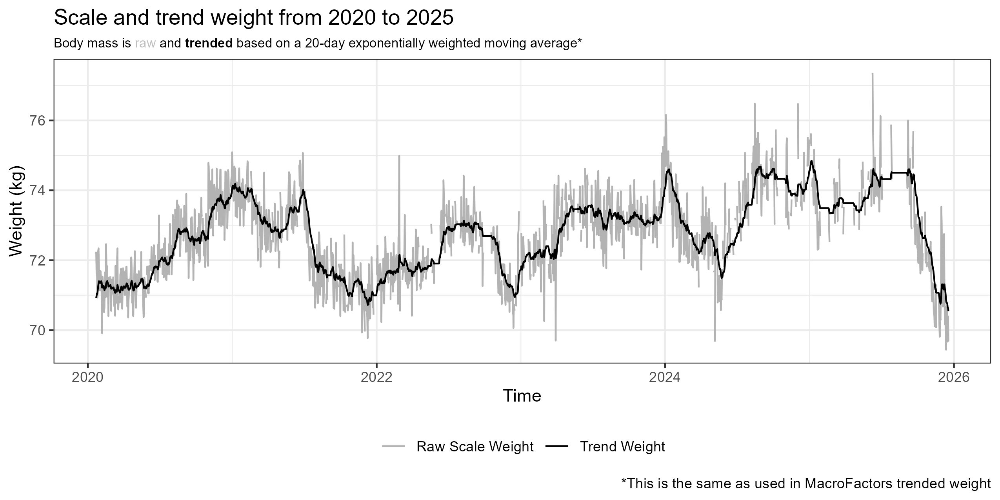 Scale and trend weight from 2020 to 2025
Body mass is raw and trended based on a 20-day exponentially weighted moving average*
Weight (kg)
76
74
72
70
2020
2022
2024
2026
Time
Raw Scale Weight
Trend Weight
*This is the same as used in MacroFactors trended weight